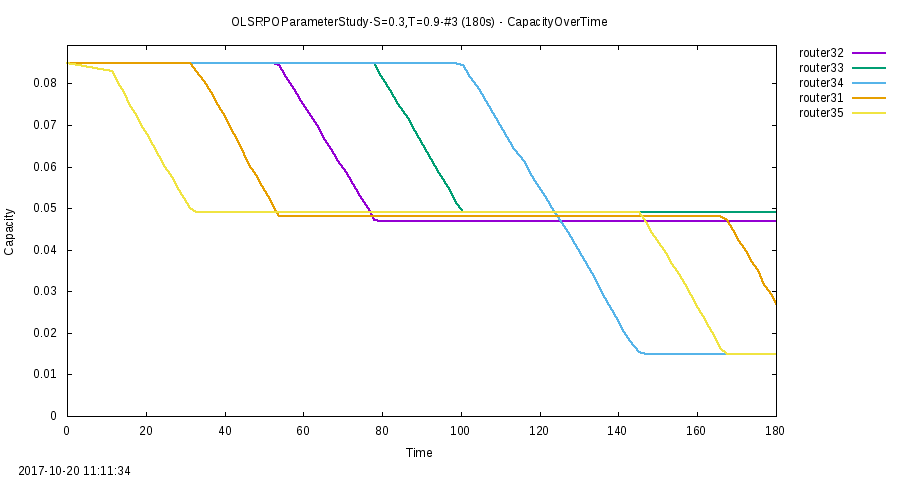 OLSRPOParameterStudy-S=0.3,T=0.9-#3 (180s) - CapacityOverTime
router32
router33
router34
router31
router35
Capacity
0.08
0.07
0.06
0.05
0.04
0.03
0.02
0.01
0
0 20 40 60 80 100 120 140 160 180
Time
2017-10-20 11:11:34